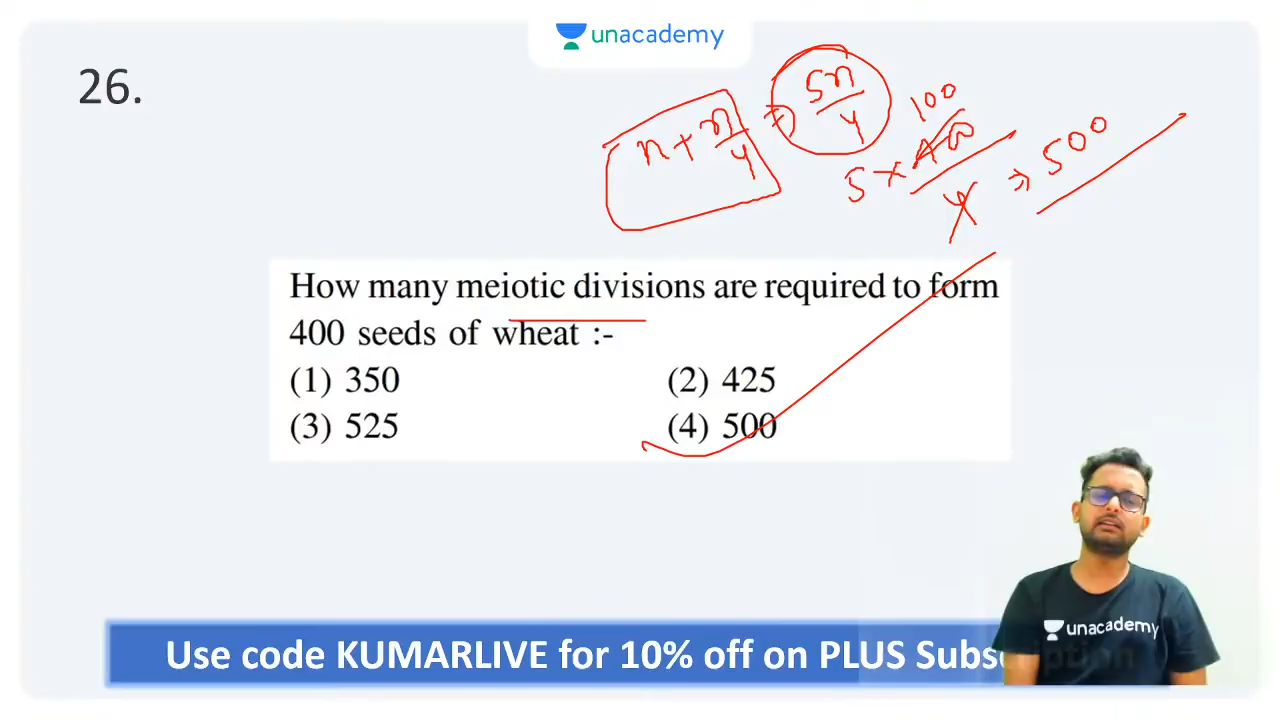 unacademy
26.
n + n/4 ⇒ 5n/4
5 × 400/4 ⇒ 500
100
How many meiotic divisions are required to form
400 seeds of wheat :-
(1) 350 (2) 425
(3) 525 (4) 500
unacademy
Use code KUMARLIVE for 10% off on PLUS Subscription